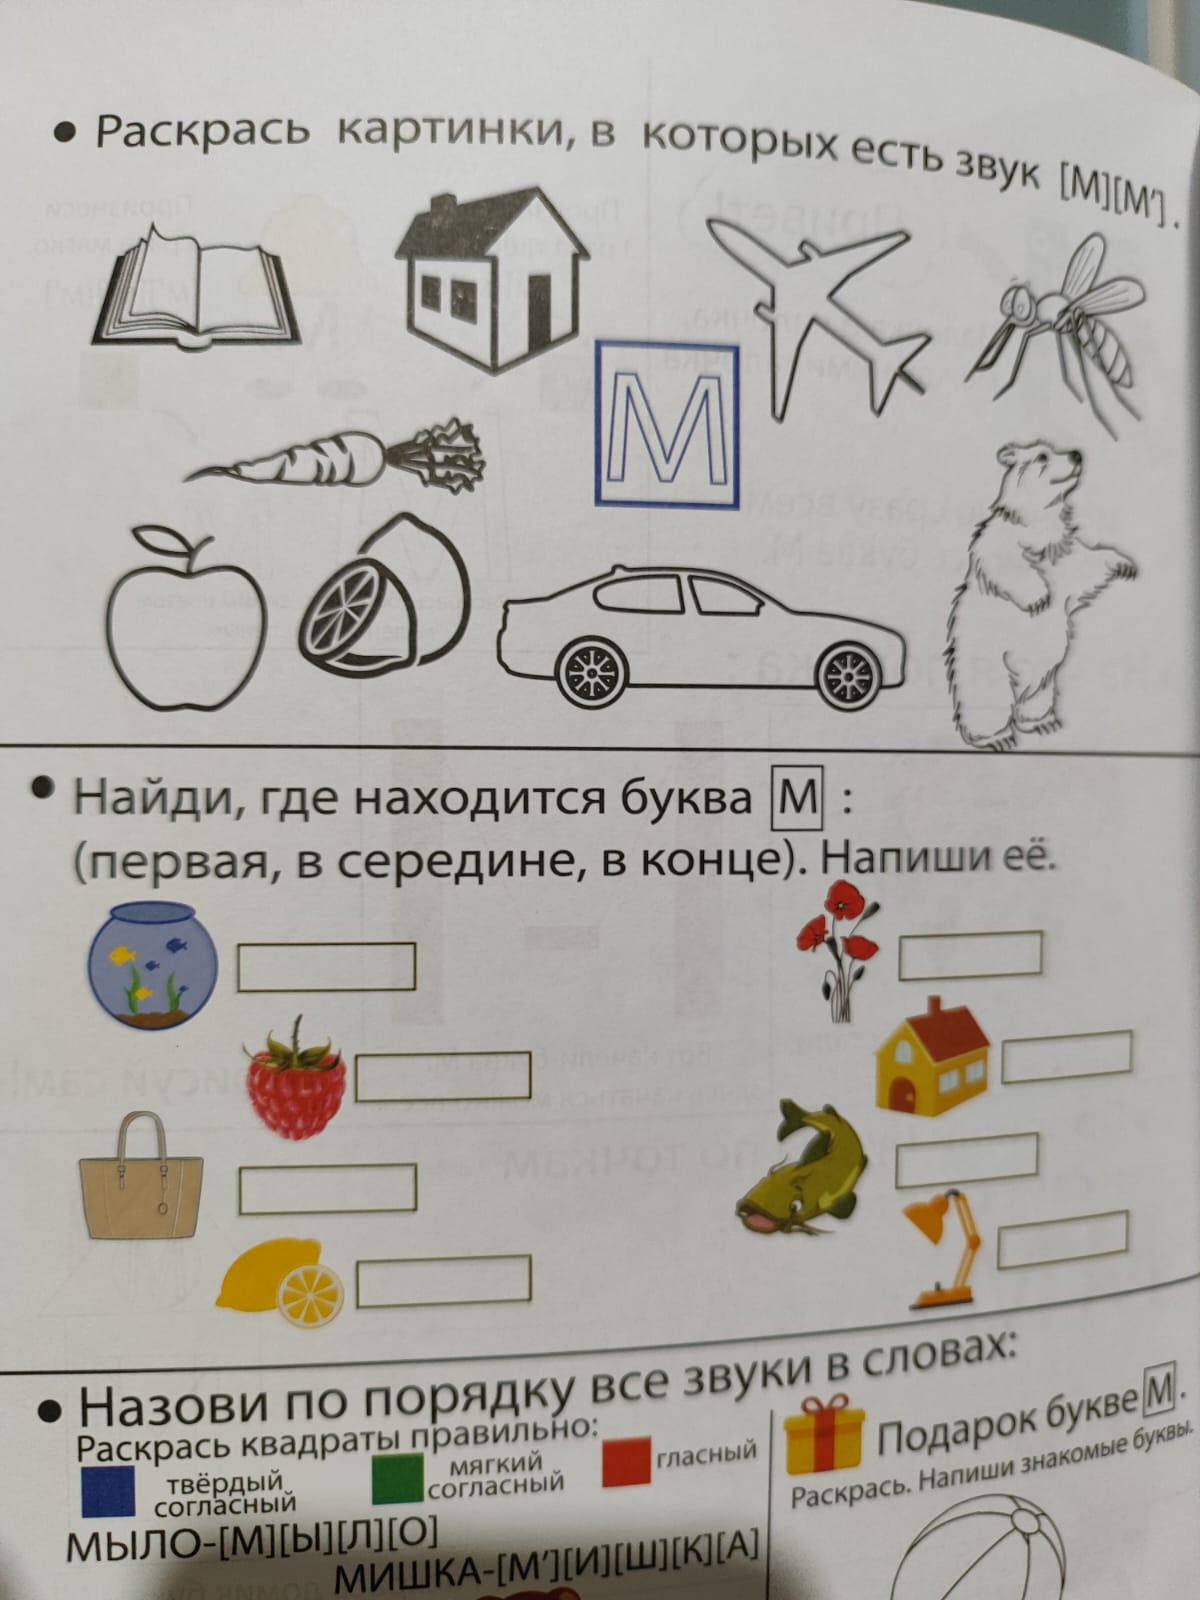 • Раскрась картинки, в которых есть звук [М][М'].
М
• Найди, где находится буква М :
(первая, в середине, в конце). Напиши её.
• Назови по порядку все звуки в словах:
Раскрась квадраты правильно:
твёрдый
согласный
мягкий
согласный
гласный
МЫЛО-[М][Ы][Л][О]
МИШКА-[М'][И][Ш][К][А]
Подарок букве М.
Раскрась. Напиши знакомые буквы.